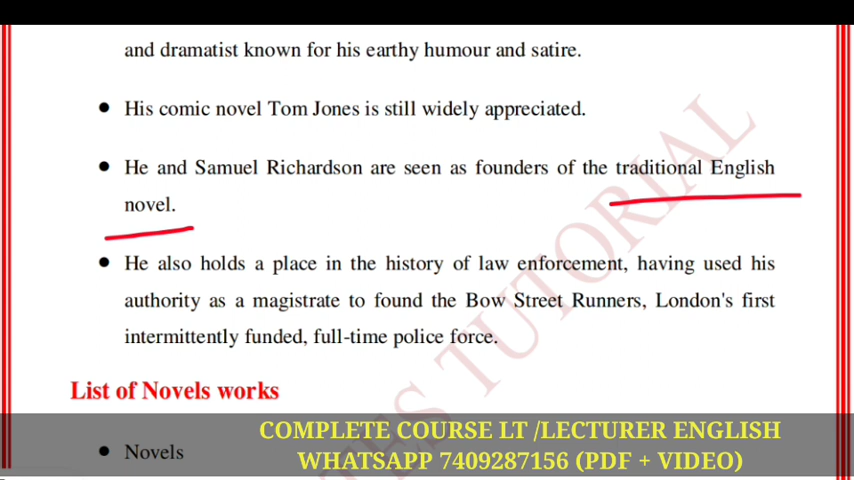 and dramatist known for his earthy humour and satire.
● His comic novel Tom Jones is still widely appreciated.
● He and Samuel Richardson are seen as founders of the traditional English
novel.
● He also holds a place in the history of law enforcement, having used his
authority as a magistrate to found the Bow Street Runners, London's first
intermittently funded, full-time police force.
List of Novels works
● Novels
COMPLETE COURSE LT /LECTURER ENGLISH
WHATSAPP 7409287156 (PDF + VIDEO)
TES TUTORIAL